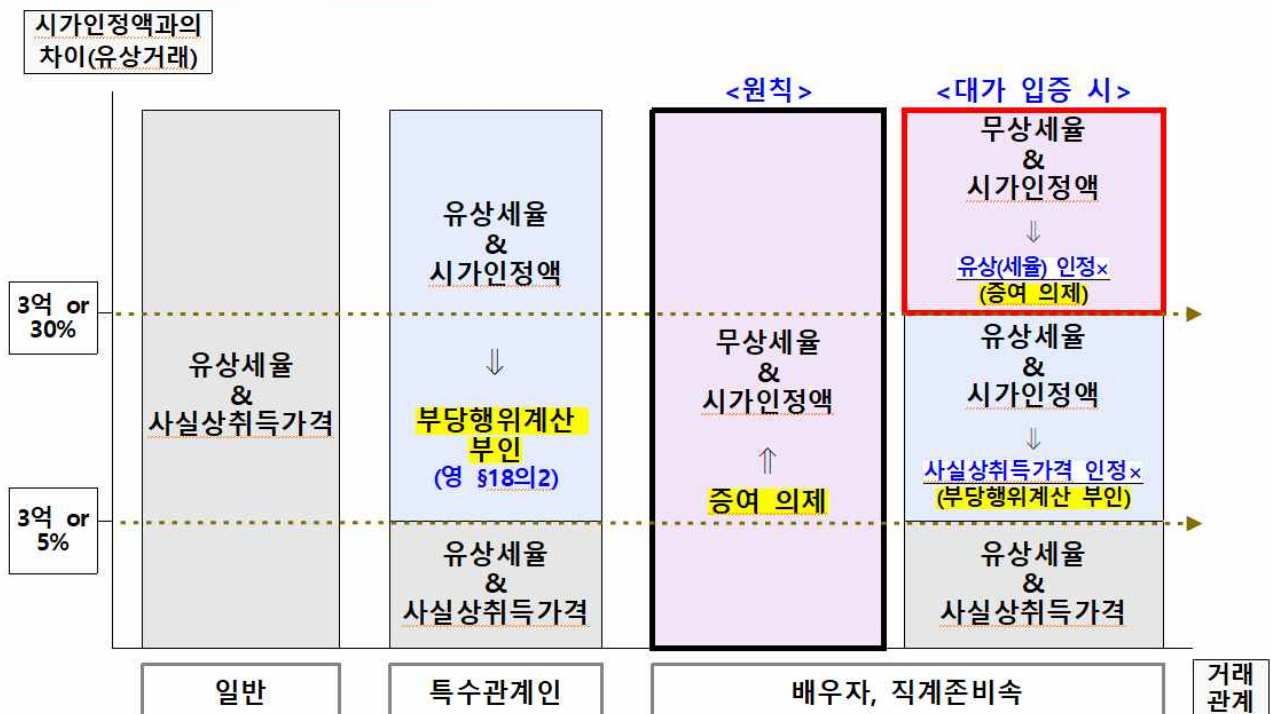 시가인정액과의
차이(유상거래)
<원칙>
<대가 입증 시>
3억 or
30%
3억 or
5%
유상세율
&
사실상취득가격
유상세율
&
시가인정액
⇓
부당행위계산
부인
(영 §18의2)
유상세율
&
사실상취득가격
무상세율
&
시가인정액
⇑
증여 의제
무상세율
&
시가인정액
⇓
유상(세율) 인정×
(증여 의제)
유상세율
&
시가인정액
⇓
사실상취득가격 인정×
(부당행위계산 부인)
유상세율
&
사실상취득가격
일반
특수관계인
배우자, 직계존비속
거래
관계